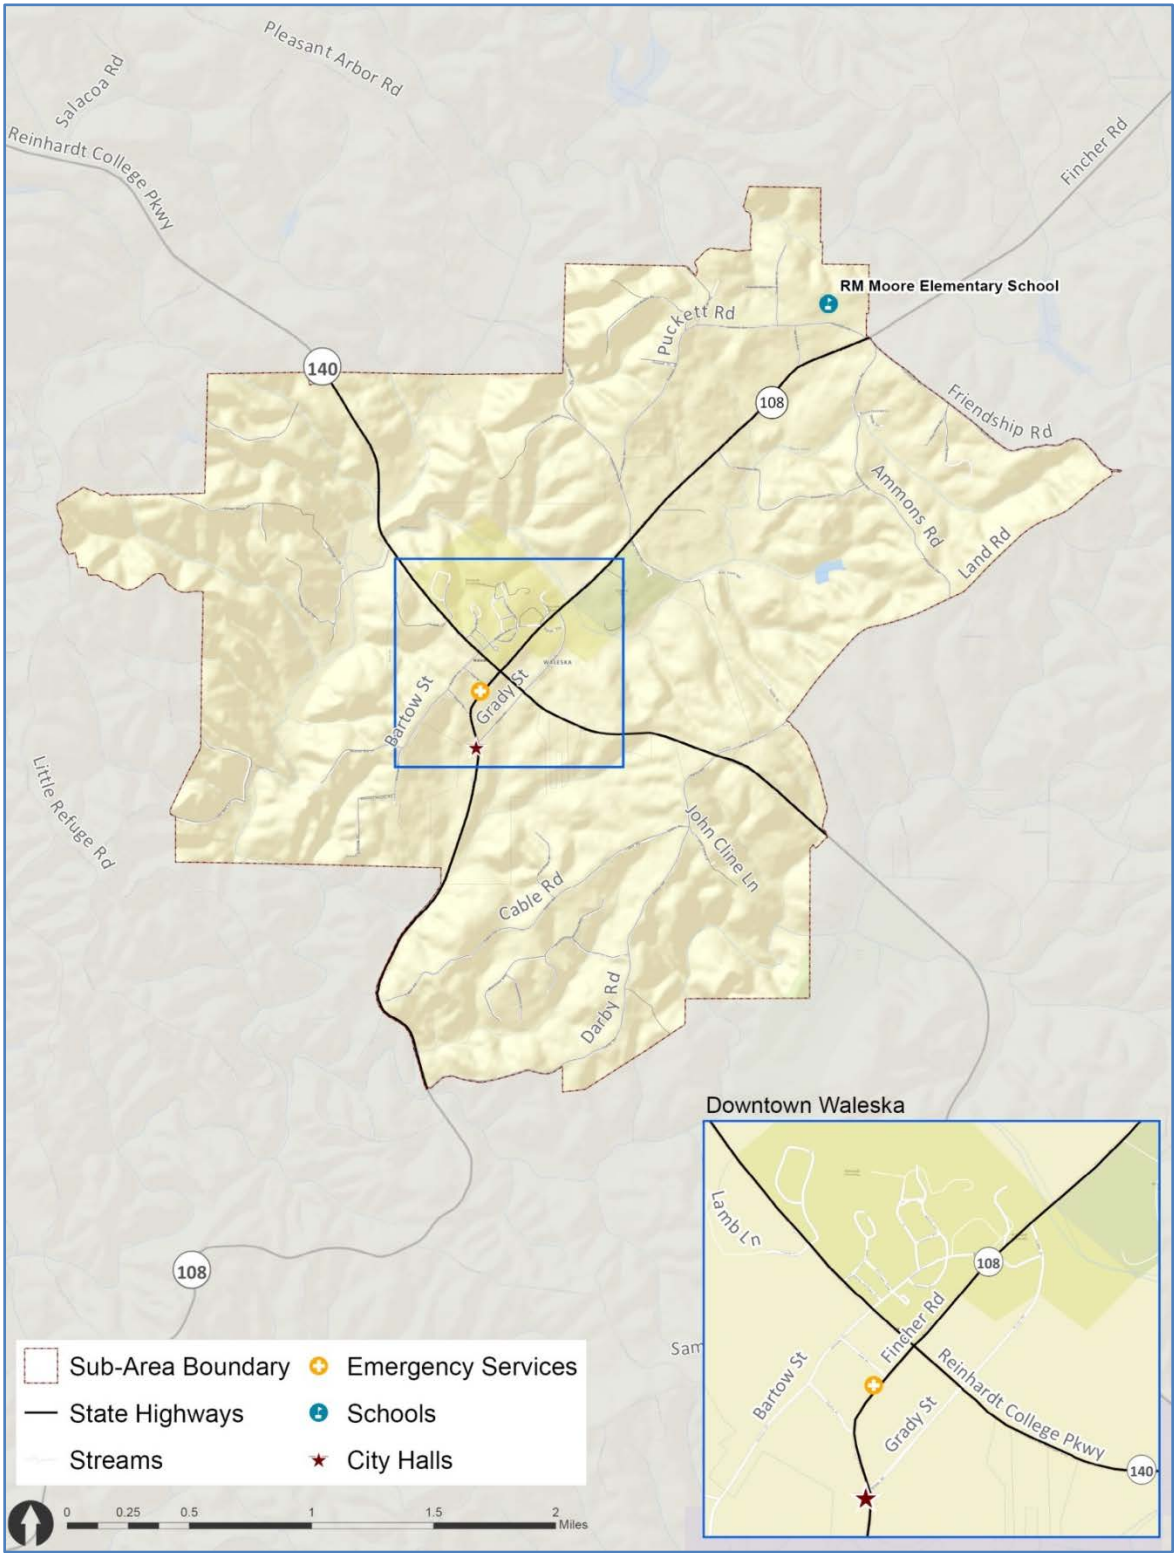 Pleasant Arbor Rd
Salacoa Rd
Reinhardt College Pkwy
Fincher Rd
RM Moore Elementary School
Puckett Rd
140
108
Friendship Rd
Ammons Rd
Land Rd
WALESKA
Bartow St
Grady St
Little Refuge Rd
John Cline Ln
Cable Rd
Darby Rd
108
Sam
Downtown Waleska
Lamb Ln
108
Fincher Rd
Bartow St
Reinhardt College Pkwy
Grady St
140
Sub-Area Boundary
Emergency Services
State Highways
Schools
Streams
City Halls
0 0.25 0.5 1 1.5 2
Miles